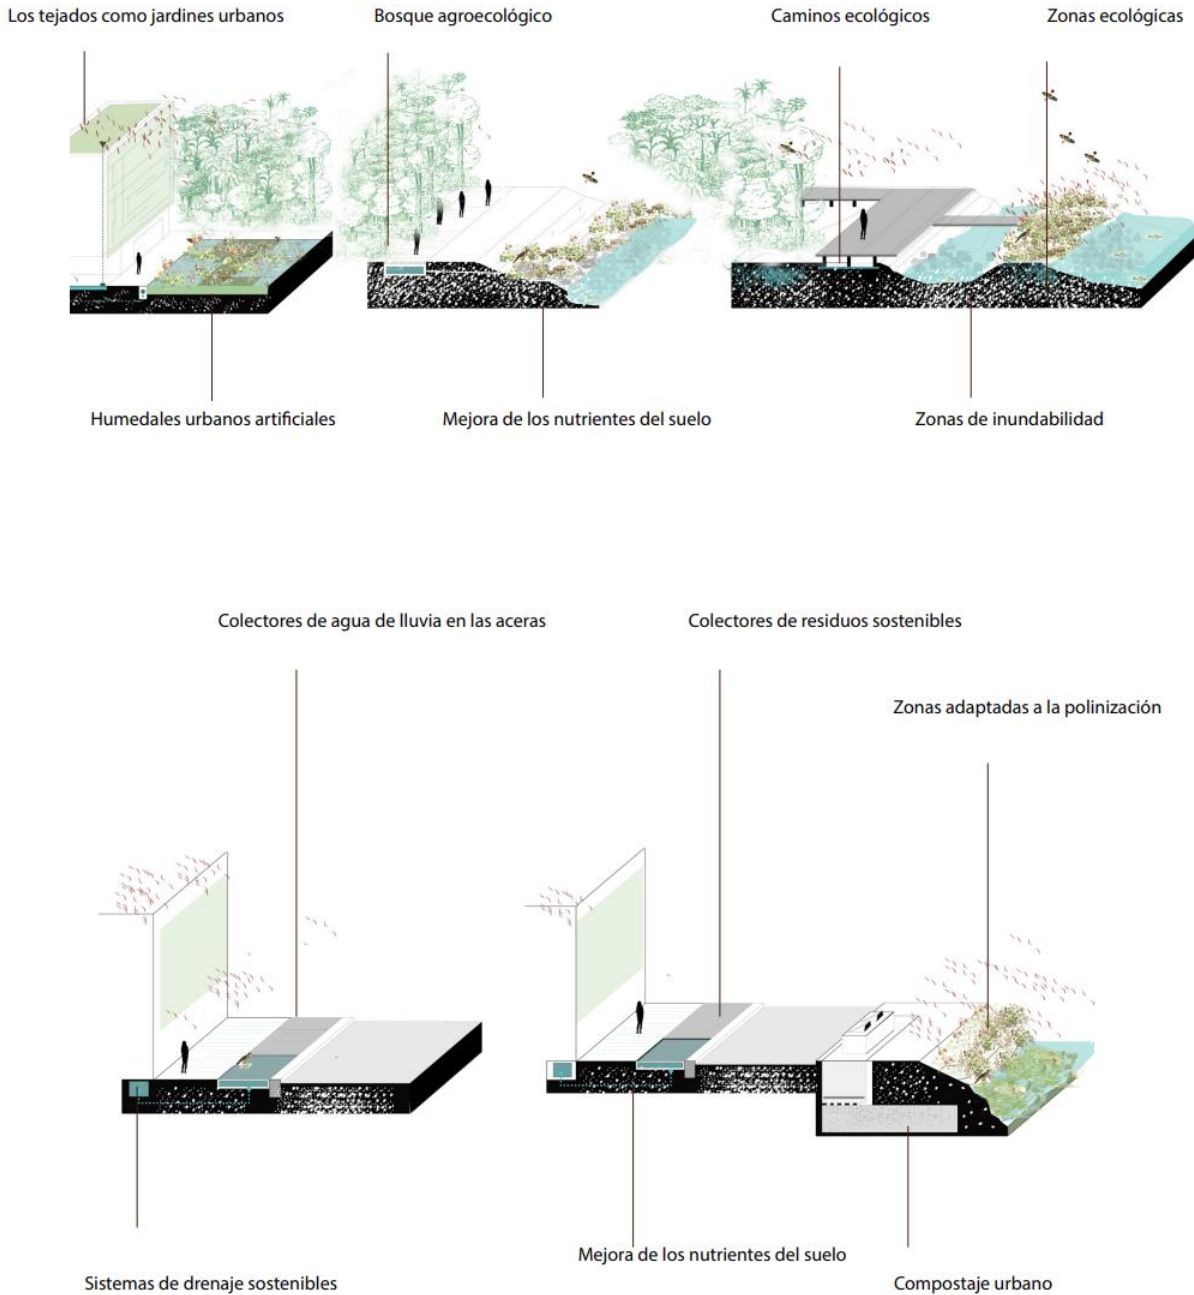 Los tejados como jardines urbanos
Bosque agroecológico
Caminos ecológicos
Zonas ecológicas
Humedales urbanos artificiales
Mejora de los nutrientes del suelo
Zonas de inundabilidad
Colectores de agua de lluvia en las aceras
Colectores de residuos sostenibles
Zonas adaptadas a la polinización
Sistemas de drenaje sostenibles
Mejora de los nutrientes del suelo
Compostaje urbano